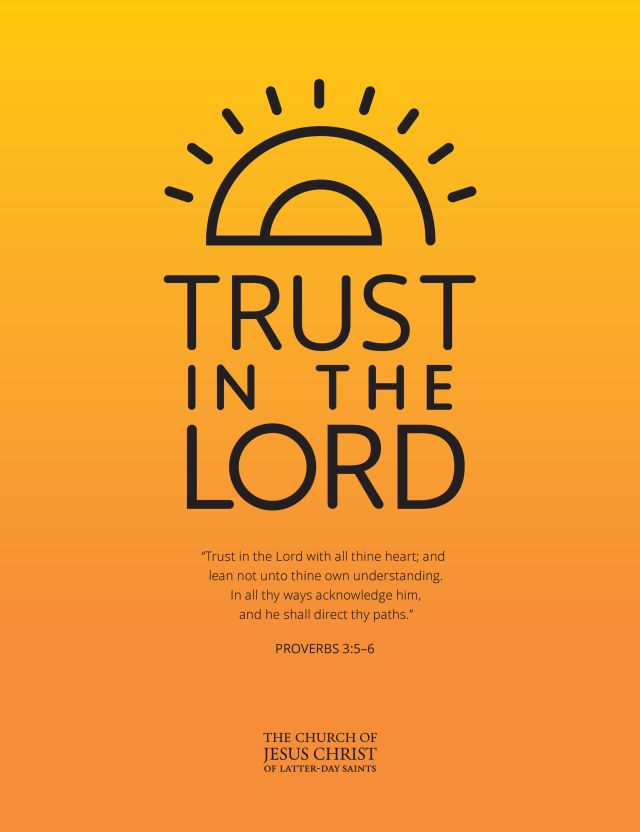 TRUST
IN THE
LORD
“Trust in the Lord with all thine heart; and
lean not unto thine own understanding.
In all thy ways acknowledge him,
and he shall direct thy paths.”
PROVERBS 3:5–6
THE CHURCH OF
JESUS CHRIST
OF LATTER-DAY SAINTS